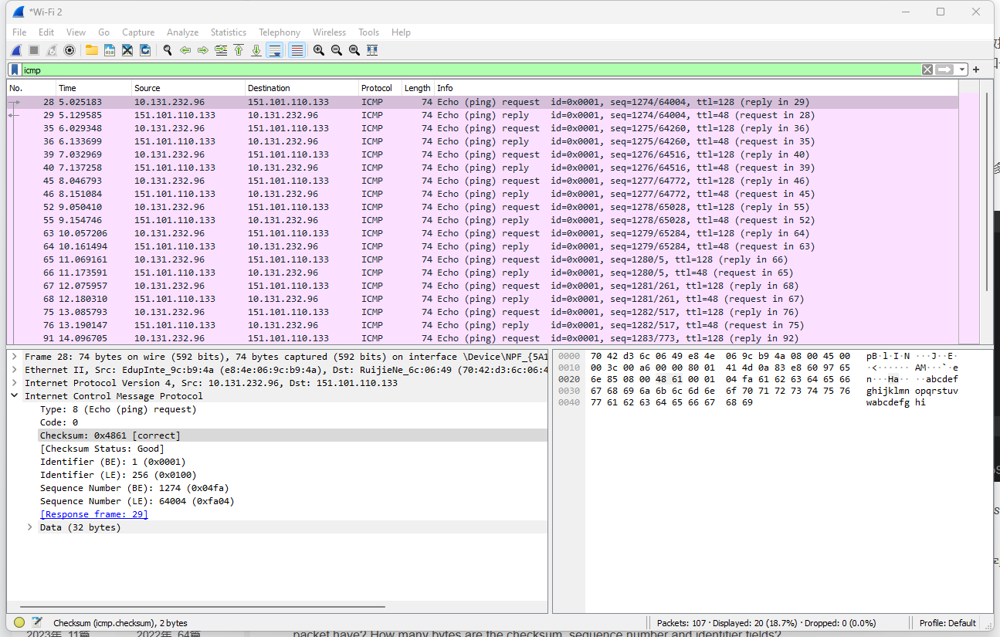 *Wi-Fi 2
File Edit View Go Capture Analyze Statistics Telephony Wireless Tools Help
icmp
No. Time Source Destination Protocol Length Info
28 5.025183 10.131.232.96 151.101.110.133 ICMP 74 Echo (ping) request id=0x0001, seq=1274/64004, ttl=128 (reply in 29)
29 5.129585 151.101.110.133 10.131.232.96 ICMP 74 Echo (ping) reply id=0x0001, seq=1274/64004, ttl=48 (request in 28)
35 6.029348 10.131.232.96 151.101.110.133 ICMP 74 Echo (ping) request id=0x0001, seq=1275/64260, ttl=128 (reply in 36)
36 6.133699 151.101.110.133 10.131.232.96 ICMP 74 Echo (ping) reply id=0x0001, seq=1275/64260, ttl=48 (request in 35)
39 7.032969 10.131.232.96 151.101.110.133 ICMP 74 Echo (ping) request id=0x0001, seq=1276/64516, ttl=128 (reply in 40)
40 7.137258 151.101.110.133 10.131.232.96 ICMP 74 Echo (ping) reply id=0x0001, seq=1276/64516, ttl=48 (request in 39)
45 8.046793 10.131.232.96 151.101.110.133 ICMP 74 Echo (ping) request id=0x0001, seq=1277/64772, ttl=128 (reply in 46)
46 8.151084 151.101.110.133 10.131.232.96 ICMP 74 Echo (ping) reply id=0x0001, seq=1277/64772, ttl=48 (request in 45)
52 9.050410 10.131.232.96 151.101.110.133 ICMP 74 Echo (ping) request id=0x0001, seq=1278/65028, ttl=128 (reply in 55)
55 9.154746 151.101.110.133 10.131.232.96 ICMP 74 Echo (ping) reply id=0x0001, seq=1278/65028, ttl=48 (request in 52)
63 10.057206 10.131.232.96 151.101.110.133 ICMP 74 Echo (ping) request id=0x0001, seq=1279/65284, ttl=128 (reply in 64)
64 10.161494 151.101.110.133 10.131.232.96 ICMP 74 Echo (ping) reply id=0x0001, seq=1279/65284, ttl=48 (request in 63)
65 11.069161 10.131.232.96 151.101.110.133 ICMP 74 Echo (ping) request id=0x0001, seq=1280/5, ttl=128 (reply in 66)
66 11.173591 151.101.110.133 10.131.232.96 ICMP 74 Echo (ping) reply id=0x0001, seq=1280/5, ttl=48 (request in 65)
67 12.075957 10.131.232.96 151.101.110.133 ICMP 74 Echo (ping) request id=0x0001, seq=1281/261, ttl=128 (reply in 68)
68 12.180310 151.101.110.133 10.131.232.96 ICMP 74 Echo (ping) reply id=0x0001, seq=1281/261, ttl=48 (request in 67)
75 13.085793 10.131.232.96 151.101.110.133 ICMP 74 Echo (ping) request id=0x0001, seq=1282/517, ttl=128 (reply in 76)
76 13.190147 151.101.110.133 10.131.232.96 ICMP 74 Echo (ping) reply id=0x0001, seq=1282/517, ttl=48 (request in 75)
91 14.096705 10.131.232.96 151.101.110.133 ICMP 74 Echo (ping) request id=0x0001, seq=1283/773, ttl=128 (reply in 92)
Frame 28: 74 bytes on wire (592 bits), 74 bytes captured (592 bits) on interface \Device\NPF_{5A1
Ethernet II, Src: EdupInte_9c:b9:4a (e8:4e:06:9c:b9:4a), Dst: RuijieNe_6c:06:49 (70:42:d3:6c:06:4
Internet Protocol Version 4, Src: 10.131.232.96, Dst: 151.101.110.133
Internet Control Message Protocol
Type: 8 (Echo (ping) request)
Code: 0
Checksum: 0x4861 [correct]
[Checksum Status: Good]
Identifier (BE): 1 (0x0001)
Identifier (LE): 256 (0x0100)
Sequence Number (BE): 1274 (0x04fa)
Sequence Number (LE): 64004 (0xfa04)
[Response frame: 29]
Data (32 bytes)
0000 70 42 d3 6c 06 49 e8 4e 06 9c b9 4a 08 00 45 00 pB·l·I·N ···J··E·
0010 00 3c 00 a6 00 00 80 01 41 4d 0a 83 e8 60 97 65 ·<······ AM···`·e
0020 6e 85 08 00 48 61 00 01 04 fa 61 62 63 64 65 66 n···Ha·· ··abcdef
0030 67 68 69 6a 6b 6c 6d 6e 6f 70 71 72 73 74 75 76 ghijklmn opqrstuv
0040 77 61 62 63 64 65 66 67 68 69 wabcdefg hi
Checksum (icmp.checksum), 2 bytes
Packets: 107 · Displayed: 20 (18.7%) · Dropped: 0 (0.0%)
Profile: Default
2023年 11篇 2022年 64篇
packet have? How many bytes are the checksum, sequence number and identifier fields?